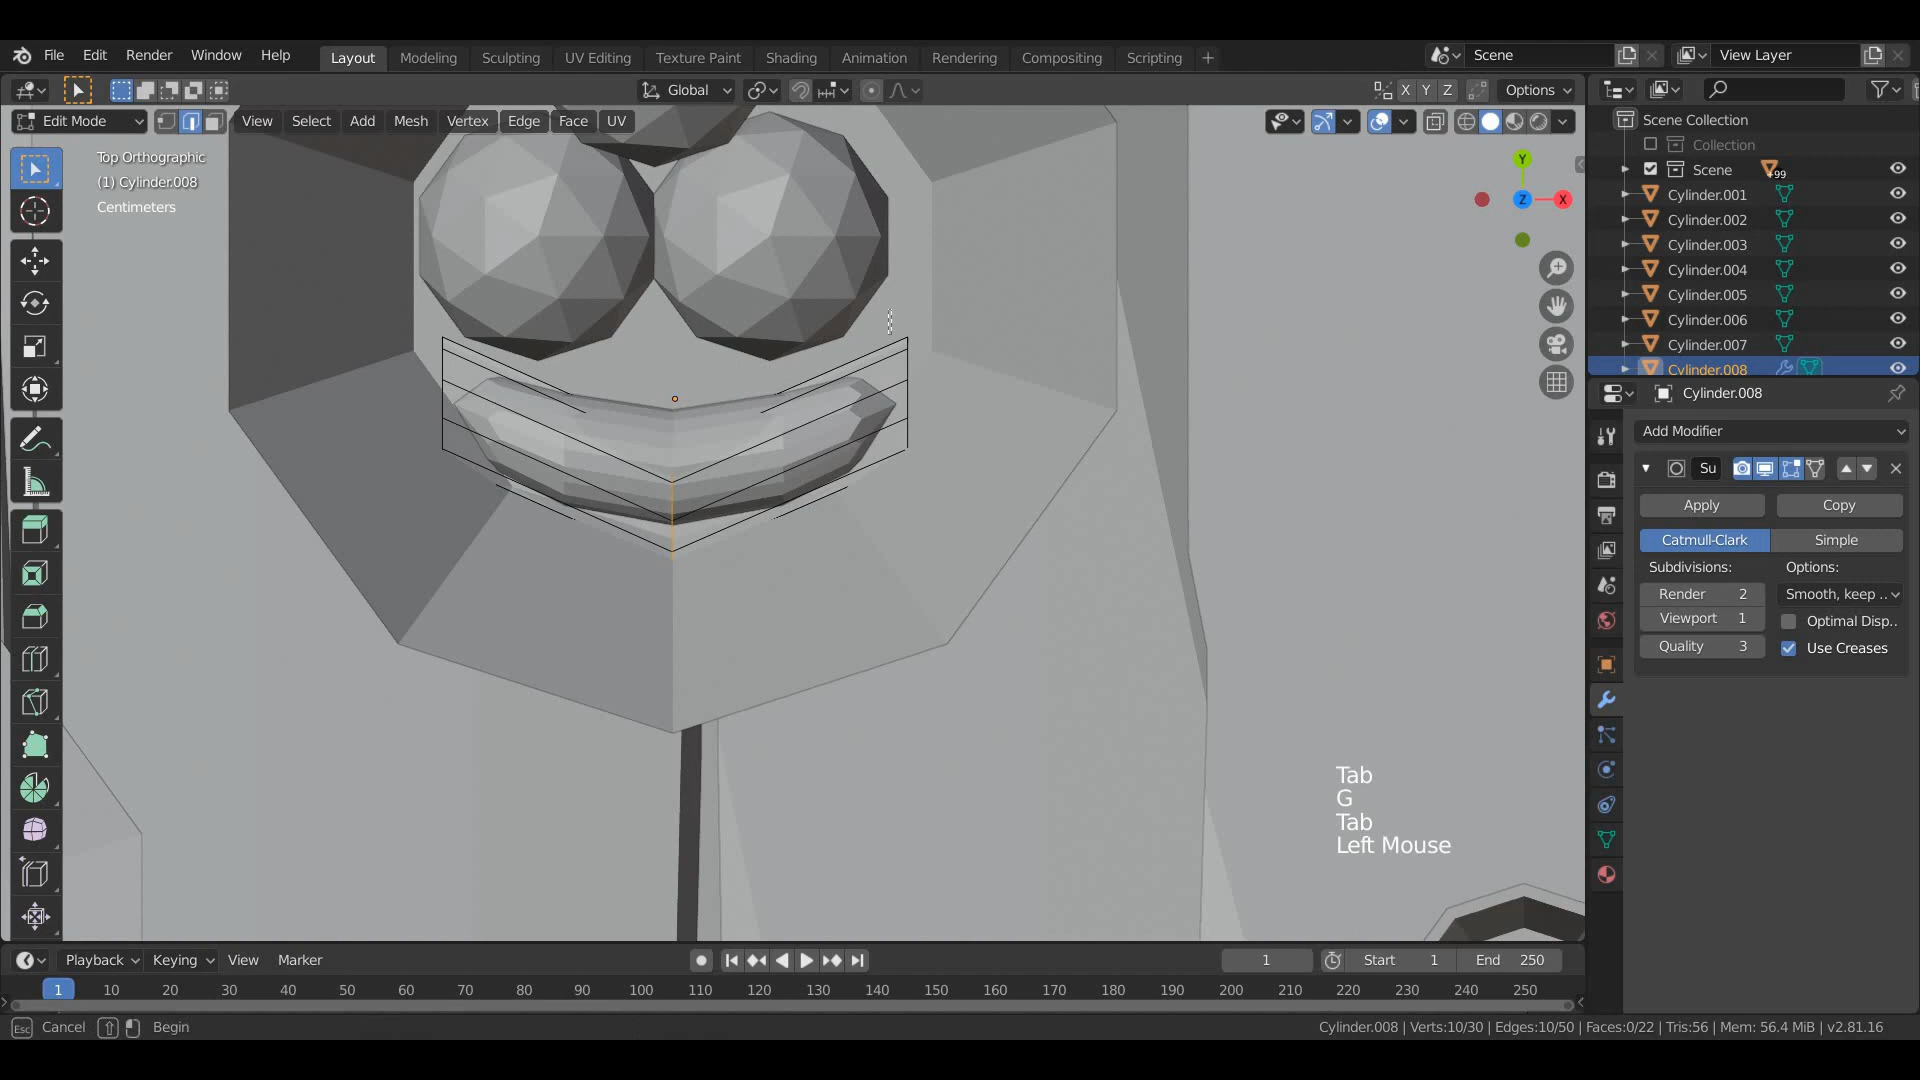 File Edit Render Window Help Layout Modeling Sculpting UV Editing Texture Paint Shading Animation Rendering Compositing Scripting + Scene View Layer
Global X Y Z Options
Edit Mode View Select Add Mesh Vertex Edge Face UV
Top Orthographic
(1) Cylinder.008
Centimeters
Y
Z
X
Tab
G
Tab
Left Mouse
Scene Collection
Collection
Scene +99
Cylinder.001
Cylinder.002
Cylinder.003
Cylinder.004
Cylinder.005
Cylinder.006
Cylinder.007
Cylinder.008
Cylinder.008
Add Modifier
Su
Apply Copy
Catmull-Clark Simple
Subdivisions: Options:
Render 2 Smooth, keep ..
Viewport 1 Optimal Disp..
Quality 3 Use Creases
Playback Keying View Marker 1 Start 1 End 250
1 10 20 30 40 50 60 70 80 90 100 110 120 130 140 150 160 170 180 190 200 210 220 230 240 250
Esc Cancel Begin Cylinder.008 | Verts:10/30 | Edges:10/50 | Faces:0/22 | Tris:56 | Mem: 56.4 MiB | v2.81.16